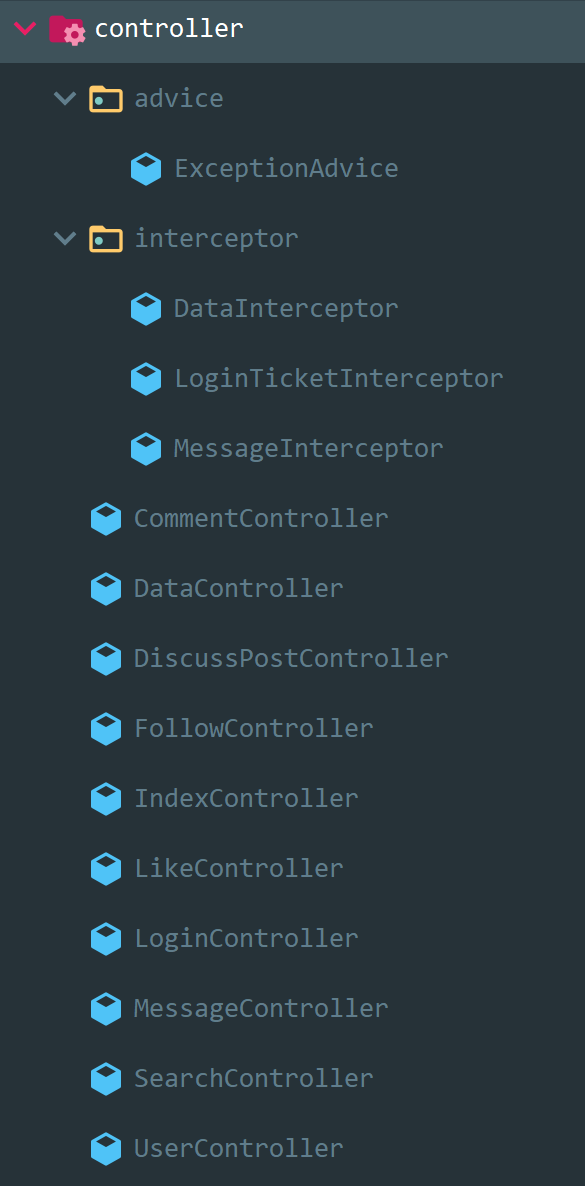 controller
advice
ExceptionAdvice
interceptor
DataInterceptor
LoginTicketInterceptor
MessageInterceptor
CommentController
DataController
DiscussPostController
FollowController
IndexController
LikeController
LoginController
MessageController
SearchController
UserController